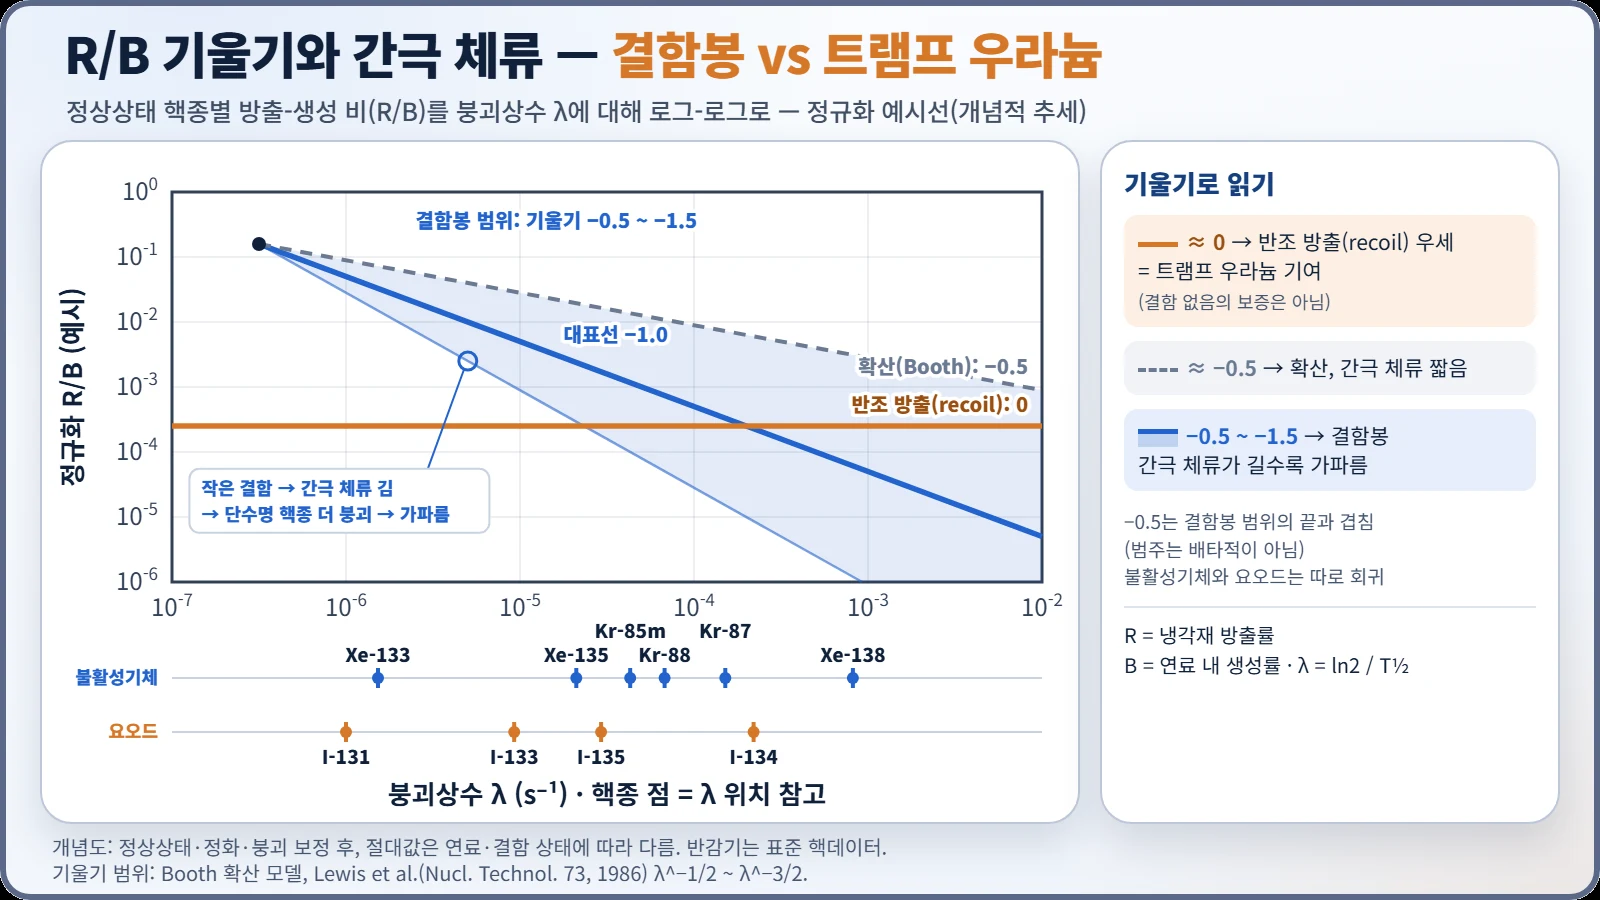 R/B 기울기와 간극 체류 — 결함봉 vs 트램프 우라늄
정상상태 핵종별 방출-생성 비(R/B)를 붕괴상수 λ에 대해 로그-로그로 — 정규화 예시선(개념적 추세)
정규화 R/B (예시)
10⁰
10⁻¹
10⁻²
10⁻³
10⁻⁴
10⁻⁵
10⁻⁶
결함봉 범위: 기울기 −0.5 ~ −1.5
대표선 −1.0
확산(Booth): −0.5
반조 방출(recoil): 0
작은 결함 → 간극 체류 김
→ 단수명 핵종 더 붕괴 → 가파름
10⁻⁷ 10⁻⁶ 10⁻⁵ 10⁻⁴ 10⁻³ 10⁻²
Kr-85m Kr-87
Xe-133 Xe-135 Kr-88 Xe-138
불활성기체
요오드
I-131 I-133 I-135 I-134
붕괴상수 λ (s⁻¹) · 핵종 점 = λ 위치 참고
기울기로 읽기
≈ 0 → 반조 방출(recoil) 우세
= 트램프 우라늄 기여
(결함 없음의 보증은 아님)
≈ −0.5 → 확산, 간극 체류 짧음
−0.5 ~ −1.5 → 결함봉
간극 체류가 길수록 가파름
−0.5는 결함봉 범위의 끝과 겹침
(범주는 배타적이 아님)
불활성기체와 요오드는 따로 회귀
R = 냉각재 방출률
B = 연료 내 생성률 · λ = ln2 / T½
개념도: 정상상태·정화·붕괴 보정 후, 절대값은 연료·결함 상태에 따라 다름. 반감기는 표준 핵데이터.
기울기 범위: Booth 확산 모델, Lewis et al.(Nucl. Technol. 73, 1986) λ^−1/2 ~ λ^−3/2.